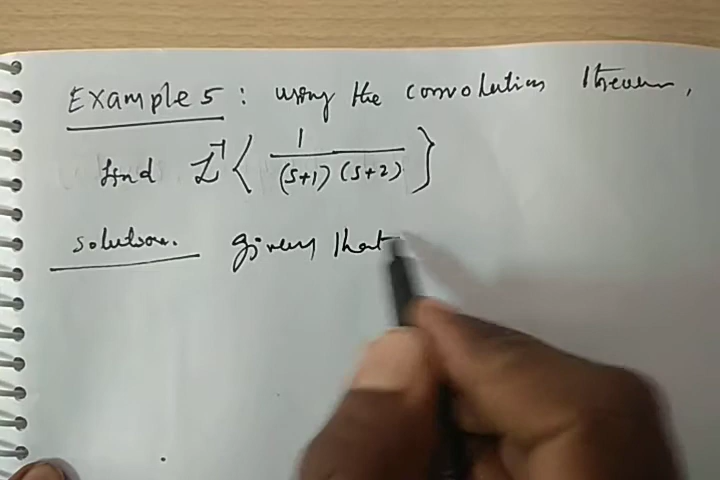 Example 5 : using the convolution theorem,
find L⁻¹ { 1/((s+1)(s+2)) }
solution. given that